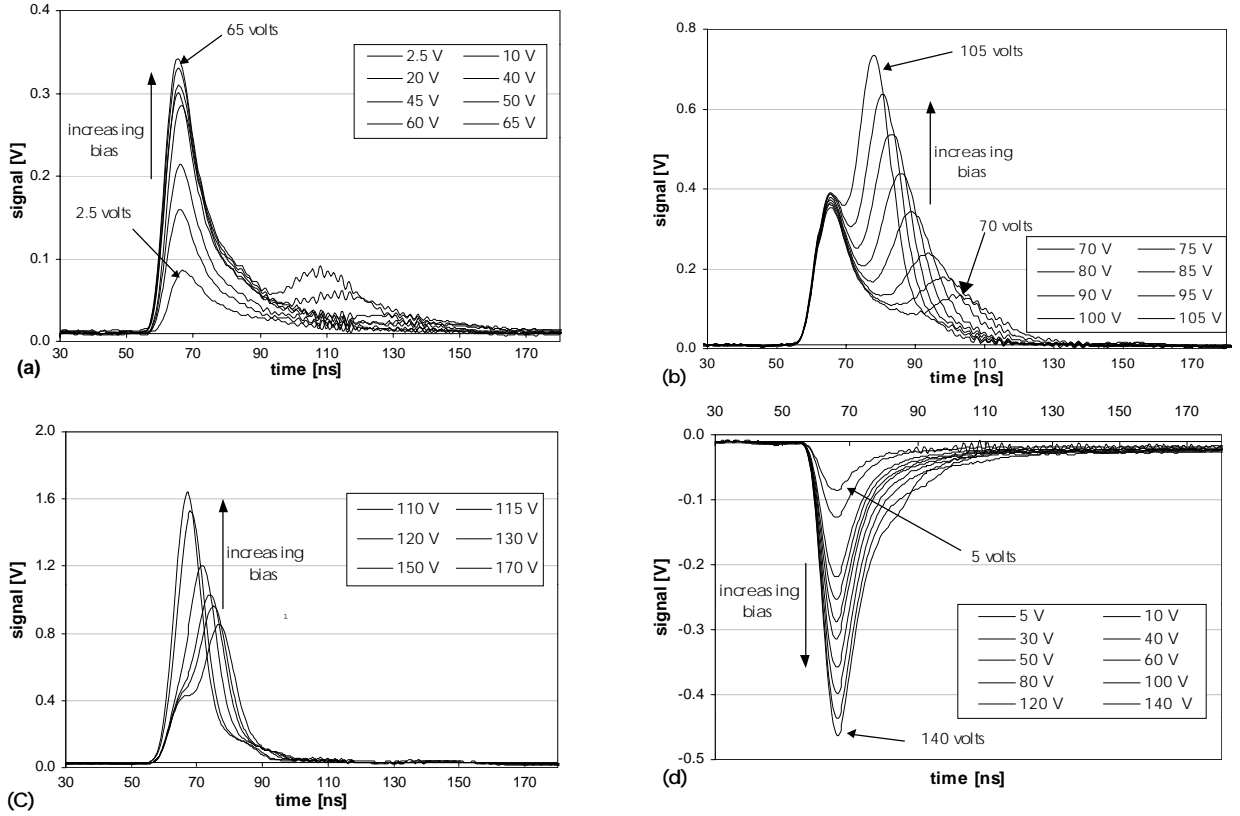 0.4
0.3
0.2
0.1
0.0
signal [V]
65 volts
increasing
bias
2.5 volts
2.5 V 10 V
20 V 40 V
45 V 50 V
60 V 65 V
30 50 70 90 110 130 150 170
time [ns]
(a)
0.8
0.6
0.4
0.2
0.0
signal [V]
105 volts
increasing
bias
70 volts
70 V 75 V
80 V 85 V
90 V 95 V
100 V 105 V
30 50 70 90 110 130 150 170
time [ns]
(b)
2.0
1.6
1.2
0.8
0.4
0.0
signal [V]
increasing
bias
1
110 V 115 V
120 V 130 V
150 V 170 V
30 50 70 90 110 130 150 170
time [ns]
(C)
30 50 70 90 110 130 150 170
0.0
-0.1
-0.2
-0.3
-0.4
-0.5
signal [V]
5 volts
increasing
bias
140 volts
5 V 10 V
30 V 40 V
50 V 60 V
80 V 100 V
120 V 140 V
time [ns]
(d)